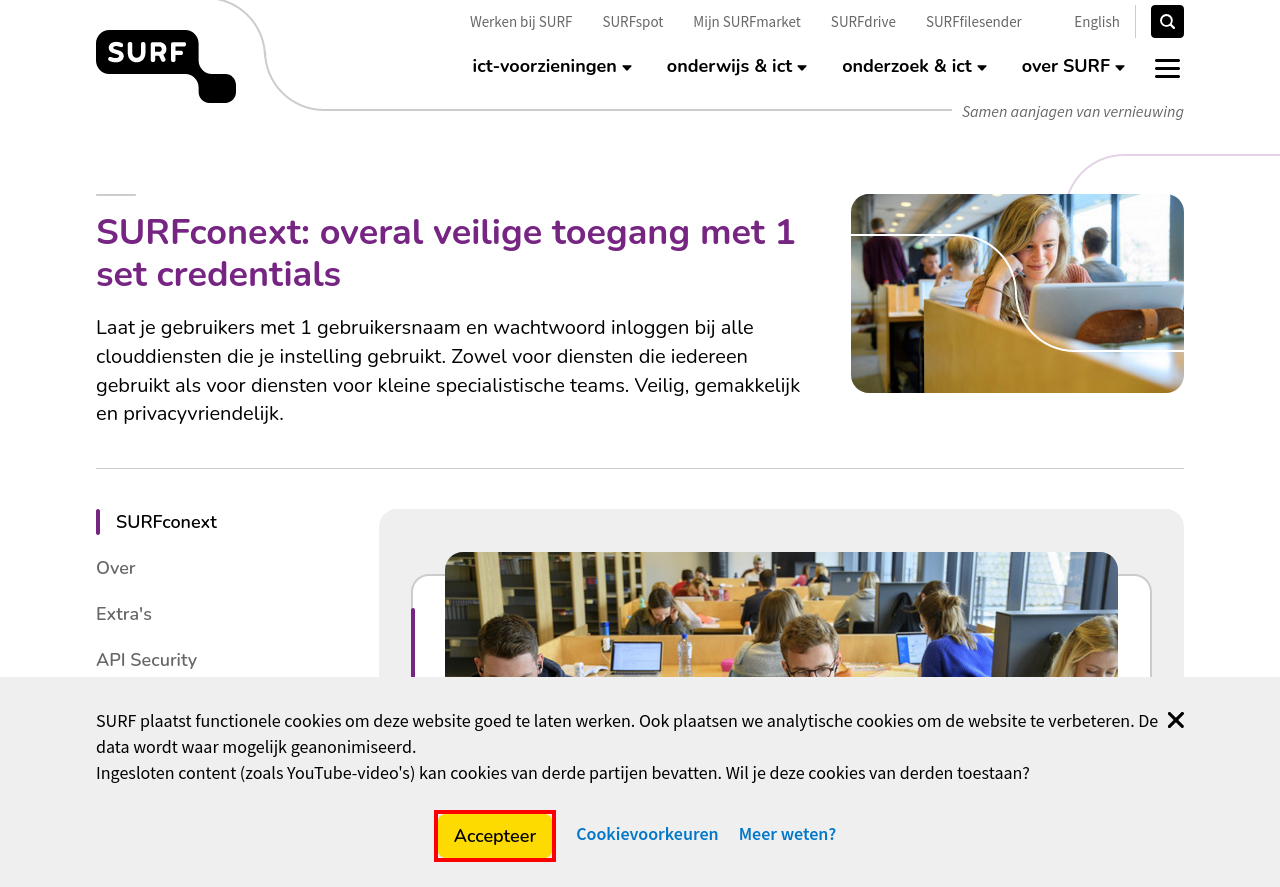 Werken bij SURF SURFspot Mijn SURFmarket SURFdrive SURFfilesender English
SURF
ict-voorzieningen onderwijs & ict onderzoek & ict over SURF
Samen aanjagen van vernieuwing
SURFconext: overal veilige toegang met 1
set credentials
Laat je gebruikers met 1 gebruikersnaam en wachtwoord inloggen bij alle
clouddiensten die je instelling gebruikt. Zowel voor diensten die iedereen
gebruikt als voor diensten voor kleine specialistische teams. Veilig, gemakkelijk
en privacyvriendelijk.
SURFconext
Over
Extra's
API Security
SURF plaatst functionele cookies om deze website goed te laten werken. Ook plaatsen we analytische cookies om de website te verbeteren. De
data wordt waar mogelijk geanonimiseerd.
Ingesloten content (zoals YouTube-video's) kan cookies van derde partijen bevatten. Wil je deze cookies van derden toestaan?
Accepteer Cookievoorkeuren Meer weten?